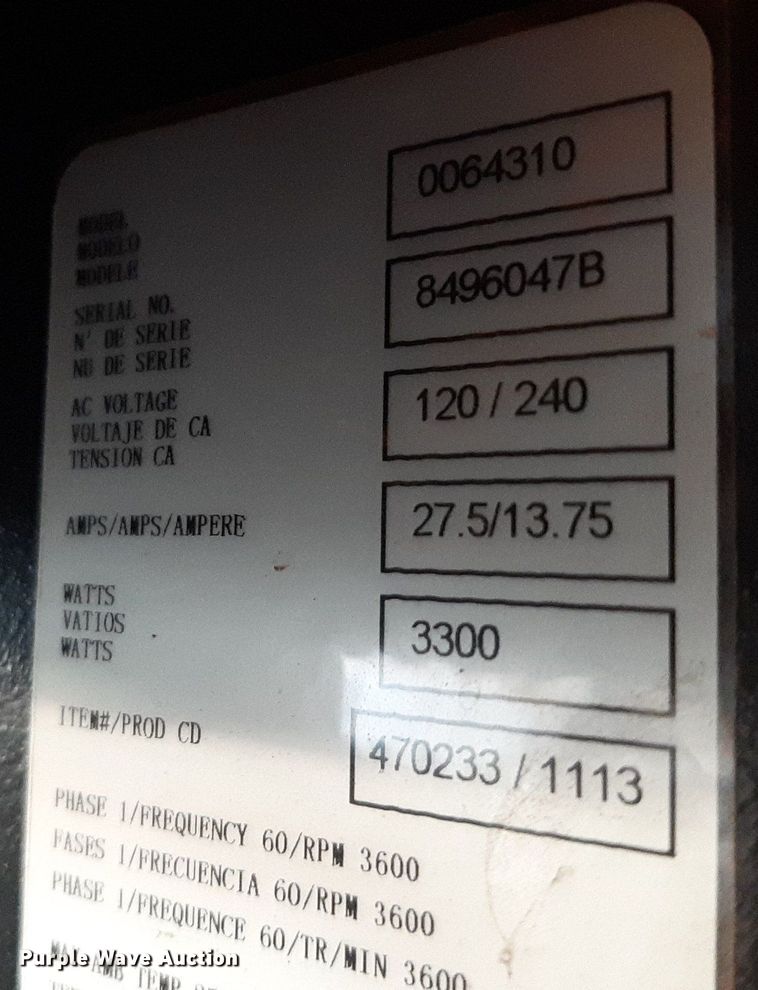 MODEL
MODELO
MODELE
0064310
SERIAL NO.
N' DE SERIE
NU DE SERIE
8496047B
AC VOLTAGE
VOLTAJE DE CA
TENSION CA
120 / 240
AMPS/AMPS/AMPERE
27.5/13.75
WATTS
VATIOS
WATTS
3300
ITEM#/PROD CD
470233 / 1113
PHASE 1/FREQUENCY 60/RPM 3600
FASES 1/FRECUENCIA 60/RPM 3600
PHASE 1/FREQUENCE 60/TR/MIN 3600
AMB TEMP
Purple Wave Auction